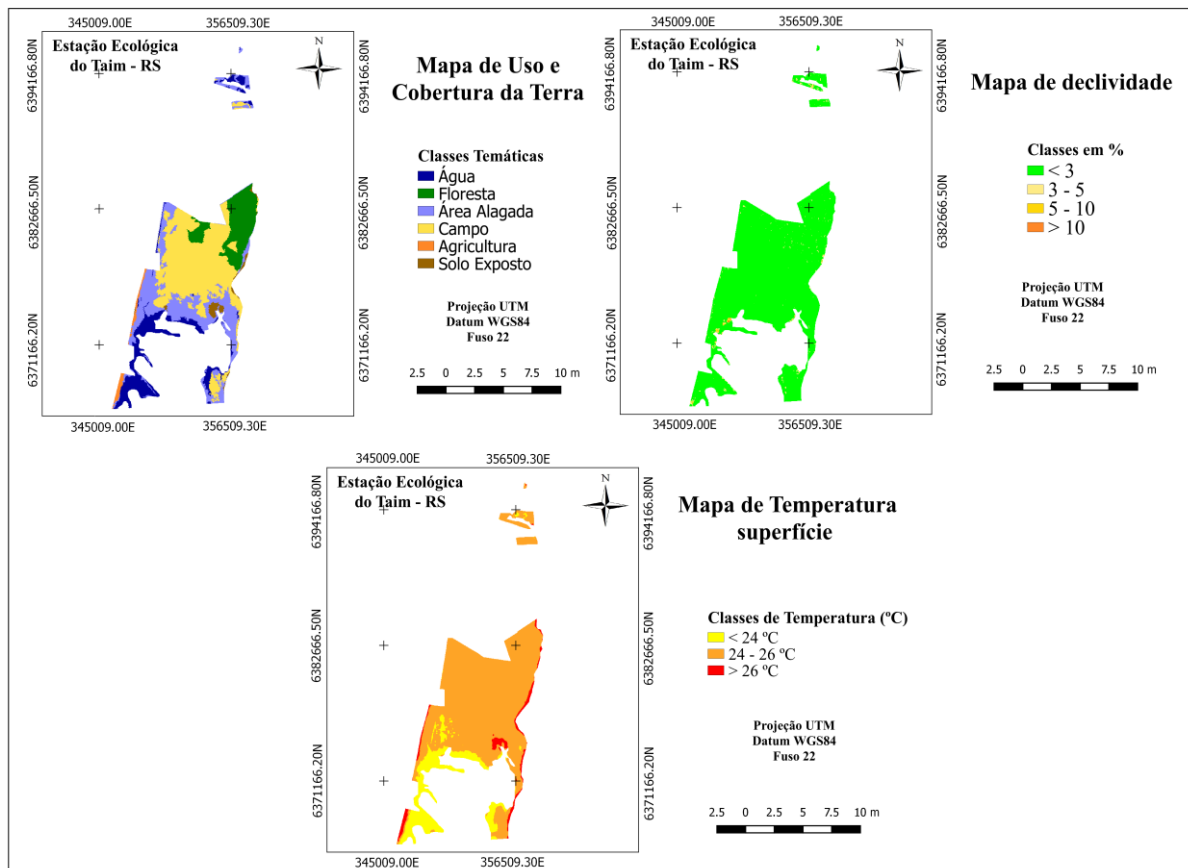 345009.00E 356509.30E
Estação Ecológica
do Taim - RS
N
6394166.80N
6382666.50N
6371166.20N
6394166.80N
6382666.50N
6371166.20N
345009.00E 356509.30E
Mapa de Uso e
Cobertura da Terra
Classes Temáticas
Água
Floresta
Área Alagada
Campo
Agricultura
Solo Exposto
Projeção UTM
Datum WGS84
Fuso 22
2.5 0 2.5 5 7.5 10 m
345009.00E 356509.30E
Estação Ecológica
do Taim - RS
N
6394166.80N
6382666.50N
6371166.20N
6394166.80N
6382666.50N
6371166.20N
345009.00E 356509.30E
Mapa de declividade
Classes em %
< 3
3 - 5
5 - 10
> 10
Projeção UTM
Datum WGS84
Fuso 22
2.5 0 2.5 5 7.5 10 m
345009.00E 356509.30E
Estação Ecológica
do Taim - RS
N
6394166.80N
6382666.50N
6371166.20N
6394166.80N
6382666.50N
6371166.20N
345009.00E 356509.30E
Mapa de Temperatura
superfície
Classes de Temperatura (ºC)
< 24 ºC
24 - 26 ºC
> 26 ºC
Projeção UTM
Datum WGS84
Fuso 22
2.5 0 2.5 5 7.5 10 m